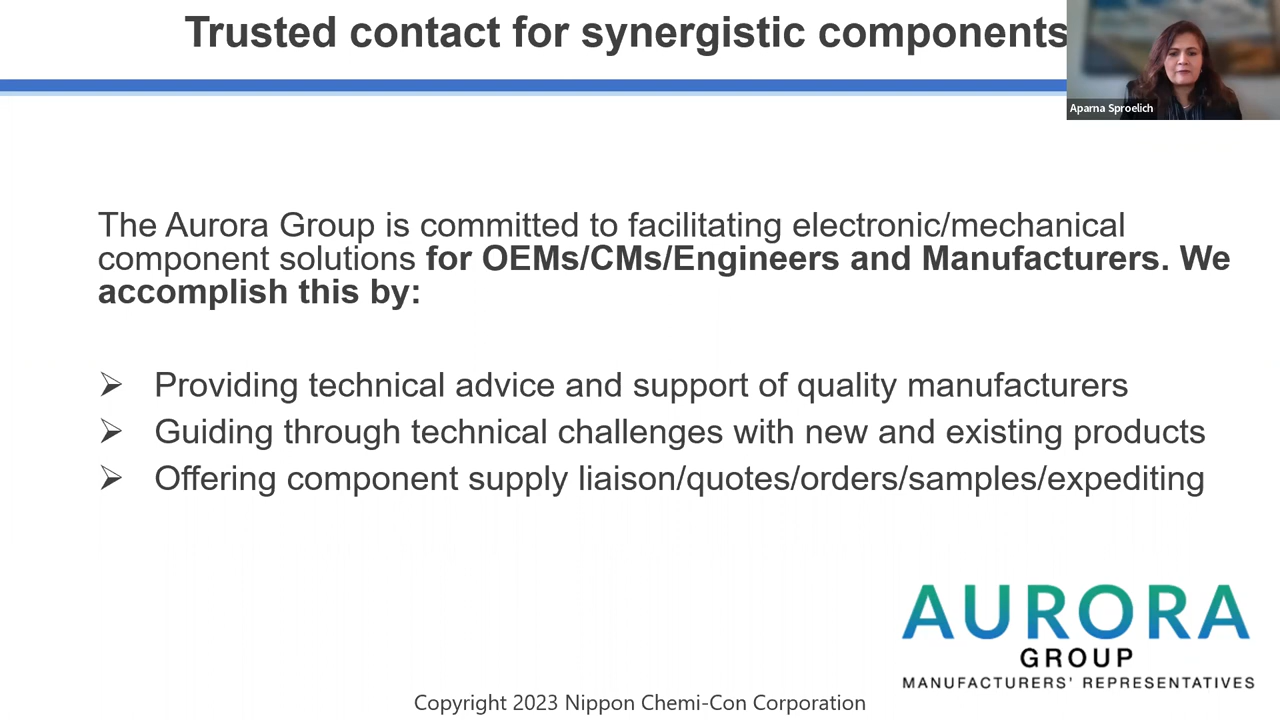 Trusted contact for synergistic components
Aparna Sproelich
The Aurora Group is committed to facilitating electronic/mechanical
component solutions for OEMs/CMs/Engineers and Manufacturers. We
accomplish this by:
➢ Providing technical advice and support of quality manufacturers
➢ Guiding through technical challenges with new and existing products
➢ Offering component supply liaison/quotes/orders/samples/expediting
AURORA
GROUP
MANUFACTURERS' REPRESENTATIVES
Copyright 2023 Nippon Chemi-Con Corporation